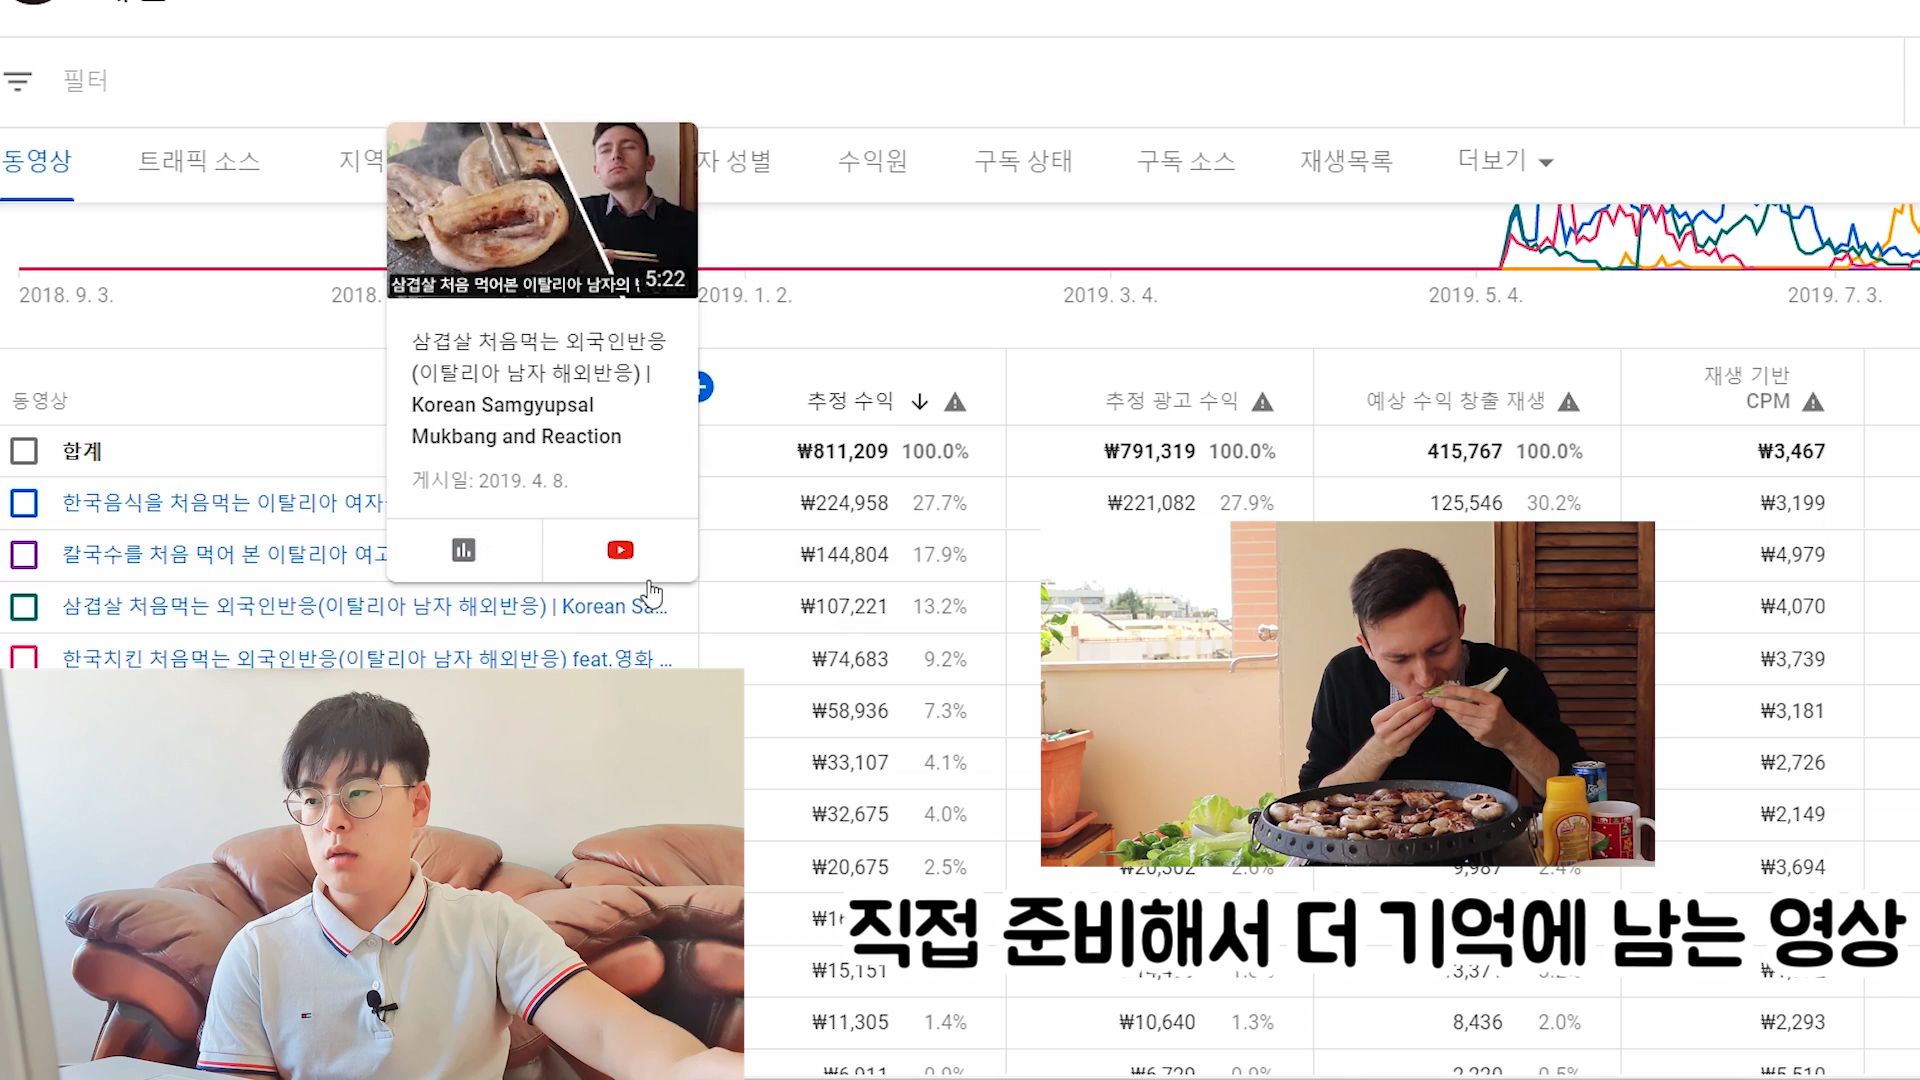 필터
동영상
트래픽 소스
지역
자 성별
수익원
구독 상태
구독 소스
재생목록
더보기
삼겹살 처음 먹어본 이탈리아 남자의
5:22
2018. 9. 3.
2018.
2019. 1. 2.
2019. 3. 4.
2019. 5. 4.
2019. 7. 3.
삼겹살 처음먹는 외국인반응
(이탈리아 남자 해외반응) |
Korean Samgyupsal
Mukbang and Reaction
게시일: 2019. 4. 8.
동영상
추정 수익
추정 광고 수익
예상 수익 창출 재생
재생 기반
CPM
합계
₩811,209 100.0%
₩791,319 100.0%
415,767 100.0%
₩3,467
한국음식을 처음먹는 이탈리아 여자
₩224,958 27.7%
₩221,082 27.9%
125,546 30.2%
₩3,199
칼국수를 처음 먹어 본 이탈리아 여고
₩144,804 17.9%
₩4,979
삼겹살 처음먹는 외국인반응(이탈리아 남자 해외반응) | Korean Sa...
₩107,221 13.2%
₩4,070
한국치킨 처음먹는 외국인반응(이탈리아 남자 해외반응) feat.영화 ...
₩74,683 9.2%
₩3,739
₩58,936 7.3%
₩3,181
₩33,107 4.1%
₩2,726
₩32,675 4.0%
₩2,149
₩20,675 2.5%
₩3,694
직접 준비해서 더 기억에 남는 영상
₩15,151
₩11,305 1.4%
₩10,640 1.3%
8,436 2.0%
₩2,293